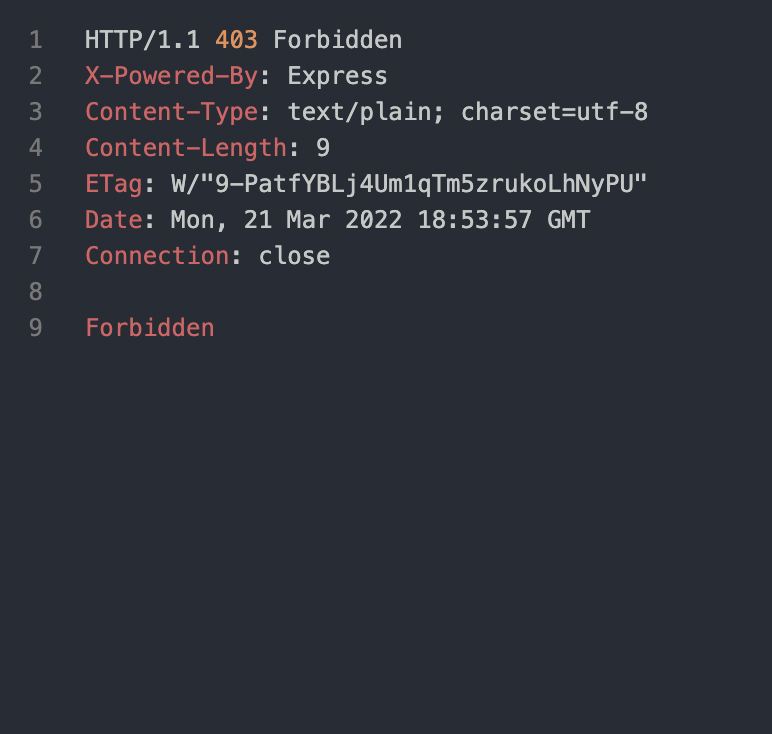 1 HTTP/1.1 403 Forbidden
2 X-Powered-By: Express
3 Content-Type: text/plain; charset=utf-8
4 Content-Length: 9
5 ETag: W/"9-PatfYBLj4Um1qTm5zrukoLhNyPU"
6 Date: Mon, 21 Mar 2022 18:53:57 GMT
7 Connection: close
8
9 Forbidden